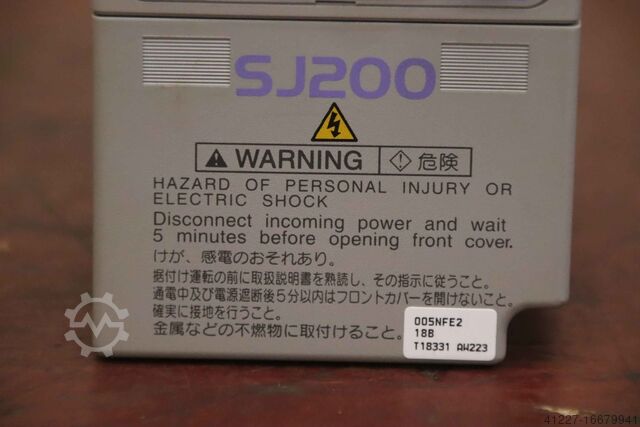 SJ200
WARNING 危険
HAZARD OF PERSONAL INJURY OR
ELECTRIC SHOCK
Disconnect incoming power and wait
5 minutes before opening front cover.
けが、感電のおそれあり。
据付け運転の前に取扱説明書を熟読し、その指示に従うこと。
通電中及び電源遮断後5分以内はフロントカバーを開けないこと。
確実に接地を行うこと。
金属などの不燃物に取付けること。
005NFE2
18B
T18331 AW223
41227-16679941